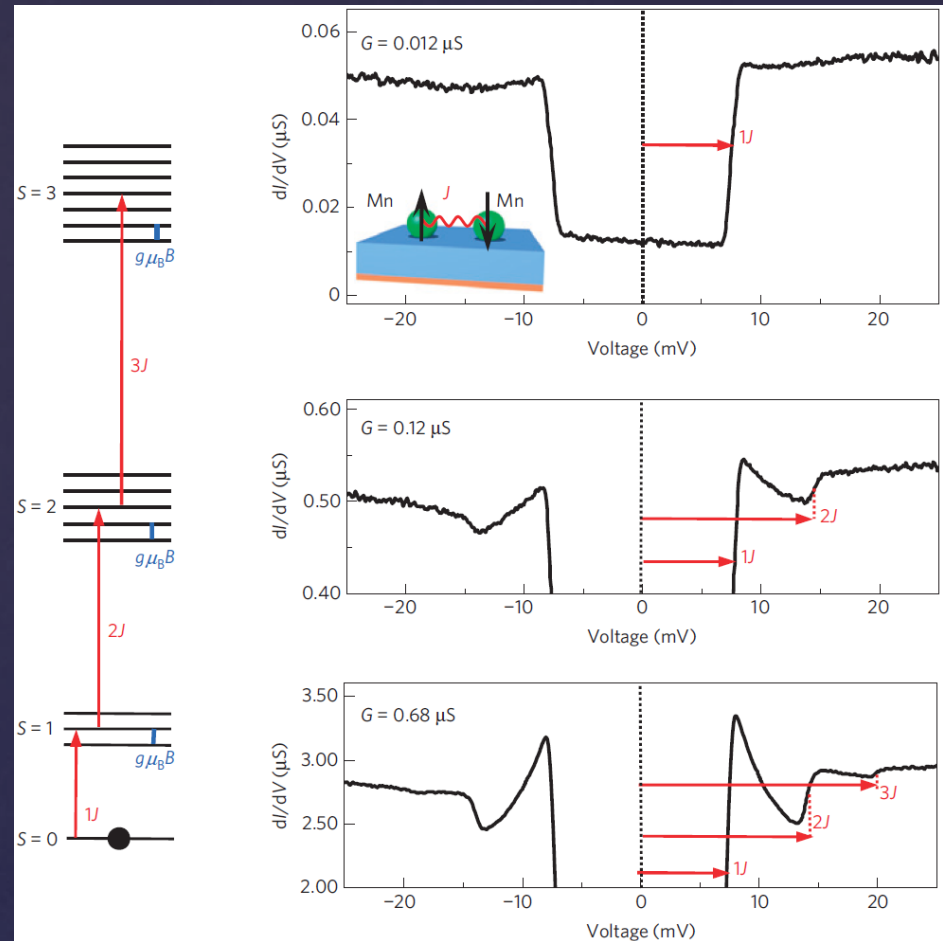 S = 3
gμ_BB
3J
S = 2
gμ_BB
2J
S = 1
gμ_BB
1J
S = 0
G = 0.012 μS
0.06
0.04
0.02
0
dI/dV (μS)
1J
Mn
J
Mn
−20
−10
0
10
20
Voltage (mV)
G = 0.12 μS
0.60
0.50
0.40
dI/dV (μS)
2J
1J
−20
−10
0
10
20
Voltage (mV)
G = 0.68 μS
3.50
3.00
2.50
2.00
dI/dV (μS)
3J
2J
1J
−20
−10
0
10
20
Voltage (mV)